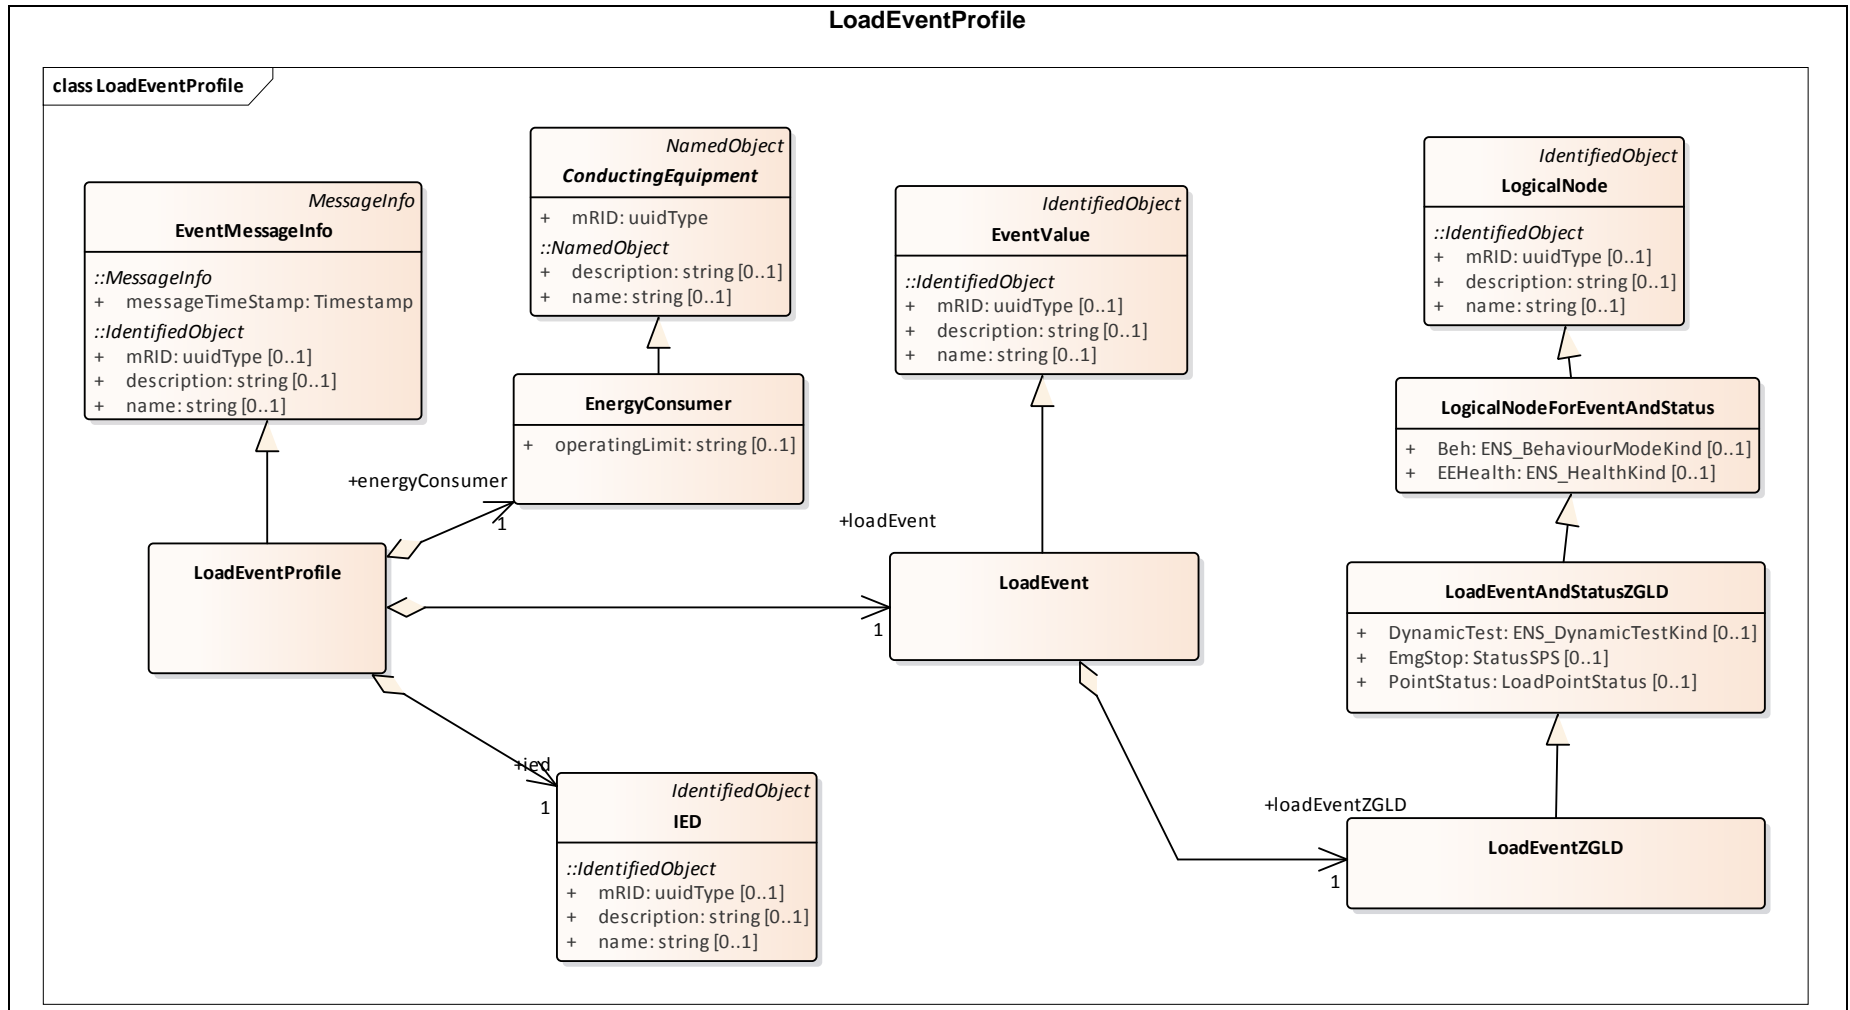 LoadEventProfile
class LoadEventProfile
MessageInfo
EventMessageInfo
::MessageInfo
+ messageTimeStamp: Timestamp
::IdentifiedObject
+ mRID: uuidType [0..1]
+ description: string [0..1]
+ name: string [0..1]
NamedObject
ConductingEquipment
+ mRID: uuidType
::NamedObject
+ description: string [0..1]
+ name: string [0..1]
IdentifiedObject
EventValue
::IdentifiedObject
+ mRID: uuidType [0..1]
+ description: string [0..1]
+ name: string [0..1]
IdentifiedObject
LogicalNode
::IdentifiedObject
+ mRID: uuidType [0..1]
+ description: string [0..1]
+ name: string [0..1]
EnergyConsumer
+ operatingLimit: string [0..1]
LogicalNodeForEventAndStatus
+ Beh: ENS_BehaviourModeKind [0..1]
+ EEHealth: ENS_HealthKind [0..1]
+energyConsumer
1
+loadEvent
1
LoadEventProfile
LoadEvent
LoadEventAndStatusZGLD
+ DynamicTest: ENS_DynamicTestKind [0..1]
+ EmgStop: StatusSPS [0..1]
+ PointStatus: LoadPointStatus [0..1]
+ied
1
IdentifiedObject
IED
::IdentifiedObject
+ mRID: uuidType [0..1]
+ description: string [0..1]
+ name: string [0..1]
+loadEventZGLD
1
LoadEventZGLD